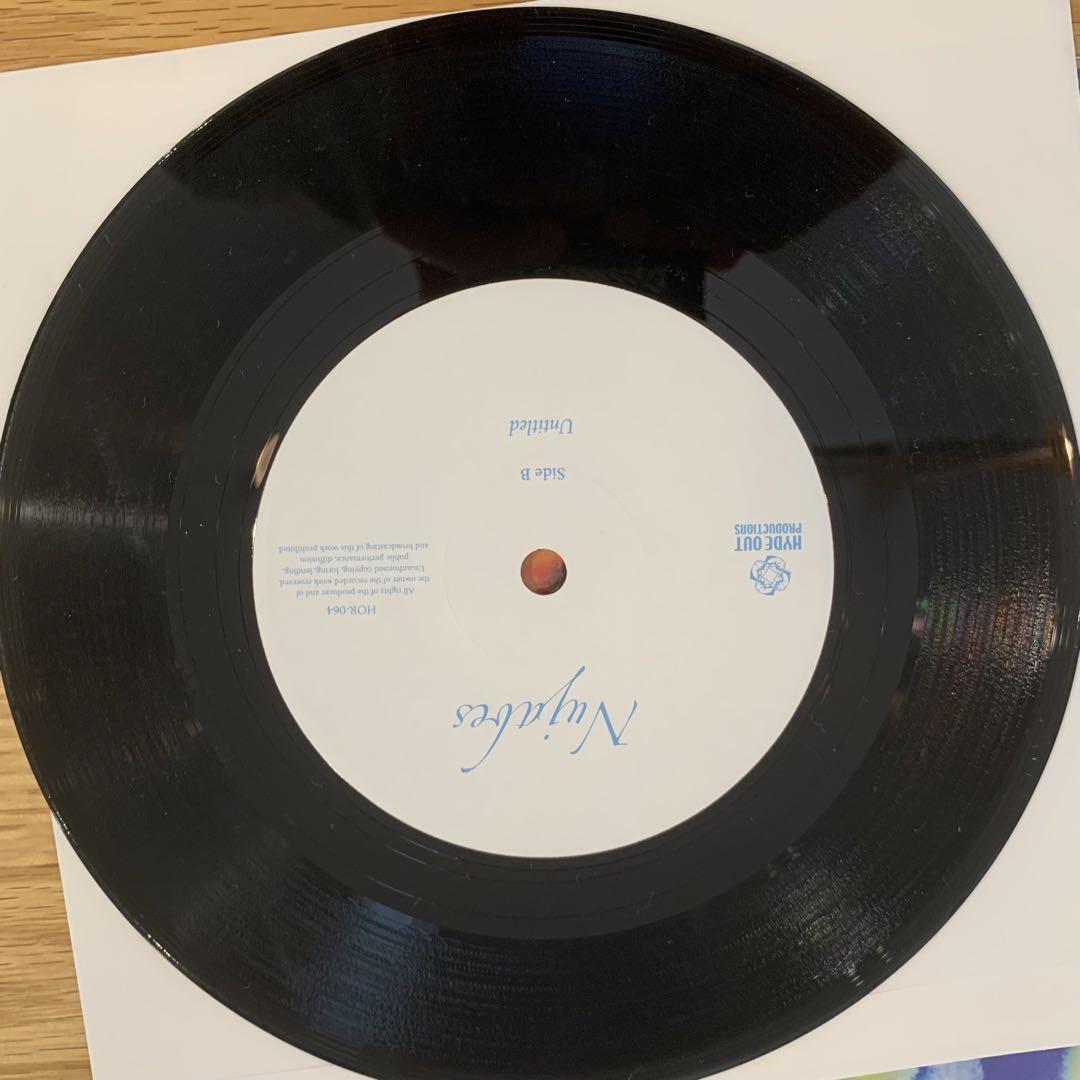 Nujabes
HYDE OUT
PRODUCTIONS
HOR-064
All rights of the producer and of
the owner of the recorded work reserved
Unauthorised copying, hiring, lending,
public performance, diffusion
and broadcasting of this work prohibited.
Side B
Untitled